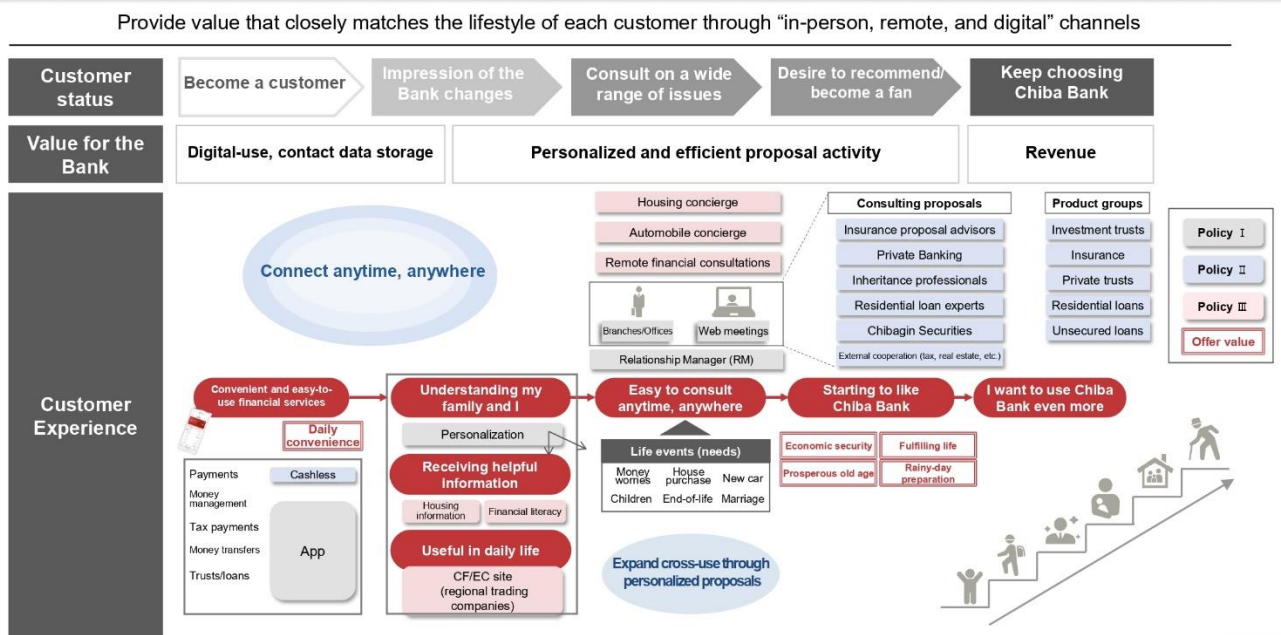 Provide value that closely matches the lifestyle of each customer through “in-person, remote, and digital” channels
Customer
status
Become a customer
Impression of the
Bank changes
Consult on a wide
range of issues
Desire to recommend/
become a fan
Keep choosing
Chiba Bank
Value for the
Bank
Digital-use, contact data storage
Personalized and efficient proposal activity
Revenue
Customer
Experience
Connect anytime, anywhere
Housing concierge
Automobile concierge
Remote financial consultations
Branches/Offices
Web meetings
Relationship Manager (RM)
Consulting proposals
Insurance proposal advisors
Private Banking
Inheritance professionals
Residential loan experts
Chibagin Securities
External cooperation (tax, real estate, etc.)
Product groups
Investment trusts
Insurance
Private trusts
Residential loans
Unsecured loans
Policy Ⅰ
Policy Ⅱ
Policy Ⅲ
Offer value
Convenient and easy-to-
use financial services
Understanding my
family and I
Easy to consult
anytime, anywhere
Starting to like
Chiba Bank
I want to use Chiba
Bank even more
Daily
convenience
Payments
Money
management
Tax payments
Money transfers
Trusts/loans
Cashless
App
Personalization
Receiving helpful
information
Housing
information
Financial literacy
Useful in daily life
CF/EC site
(regional trading
companies)
Life events (needs)
Money
worries
House
purchase
New car
Children
End-of-life
Marriage
Expand cross-use through
personalized proposals
Economic security
Fulfilling life
Prosperous old age
Rainy-day
preparation